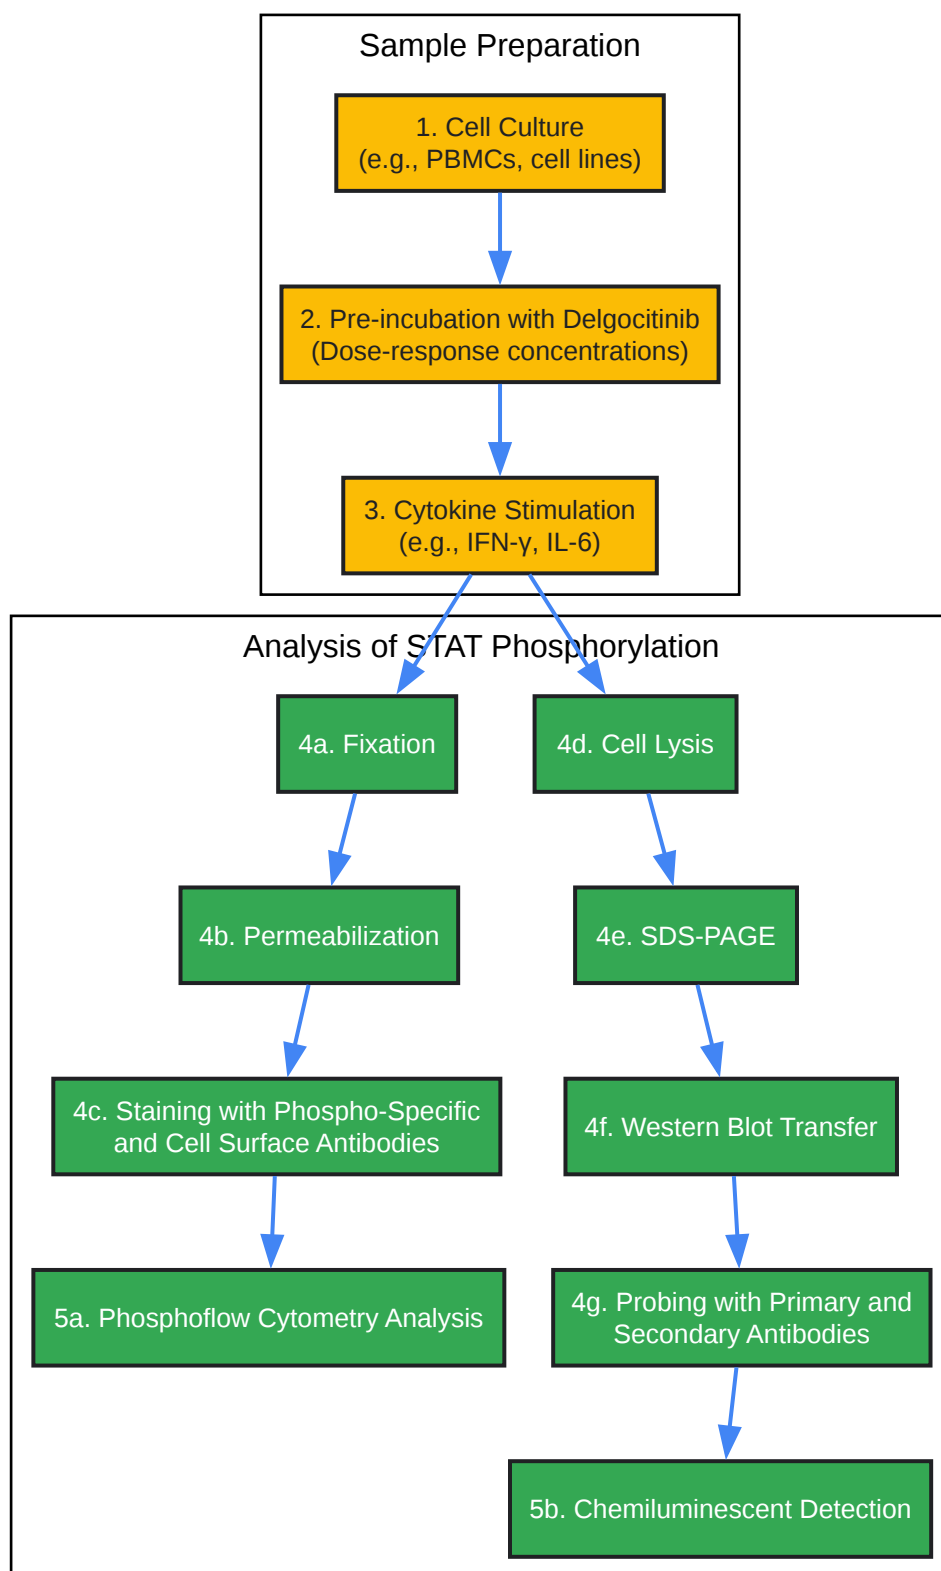 Sample Preparation
1. Cell Culture
(e.g., PBMCs, cell lines)
2. Pre-incubation with Delgocitinib
(Dose-response concentrations)
3. Cytokine Stimulation
(e.g., IFN-γ, IL-6)
Analysis of STAT Phosphorylation
4a. Fixation
4d. Cell Lysis
4b. Permeabilization
4e. SDS-PAGE
4c. Staining with Phospho-Specific
and Cell Surface Antibodies
4f. Western Blot Transfer
5a. Phosphoflow Cytometry Analysis
4g. Probing with Primary and
Secondary Antibodies
5b. Chemiluminescent Detection